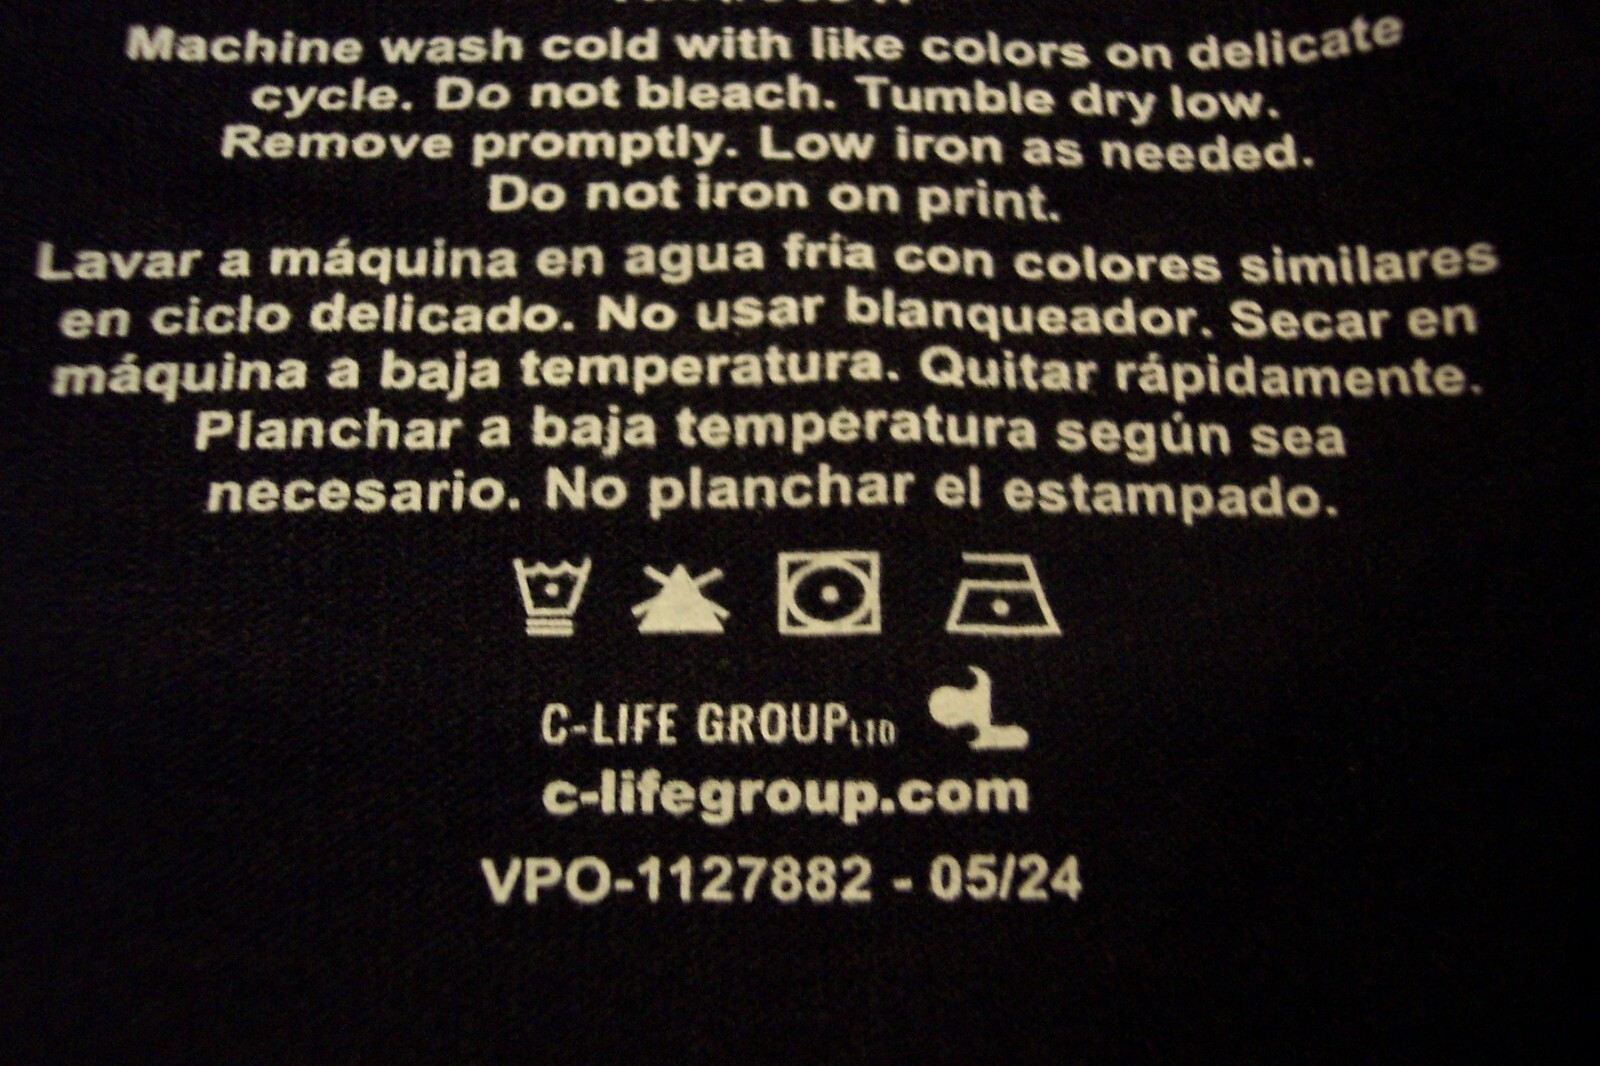 Machine wash cold with like colors on delicate
cycle. Do not bleach. Tumble dry low.
Remove promptly. Low iron as needed.
Do not iron on print.
Lavar a máquina en agua fría con colores similares
en ciclo delicado. No usar blanqueador. Secar en
máquina a baja temperatura. Quitar rápidamente.
Planchar a baja temperatura según sea
necesario. No planchar el estampado.
C-LIFE GROUP LTD
c-lifegroup.com
VPO-1127882 - 05/24